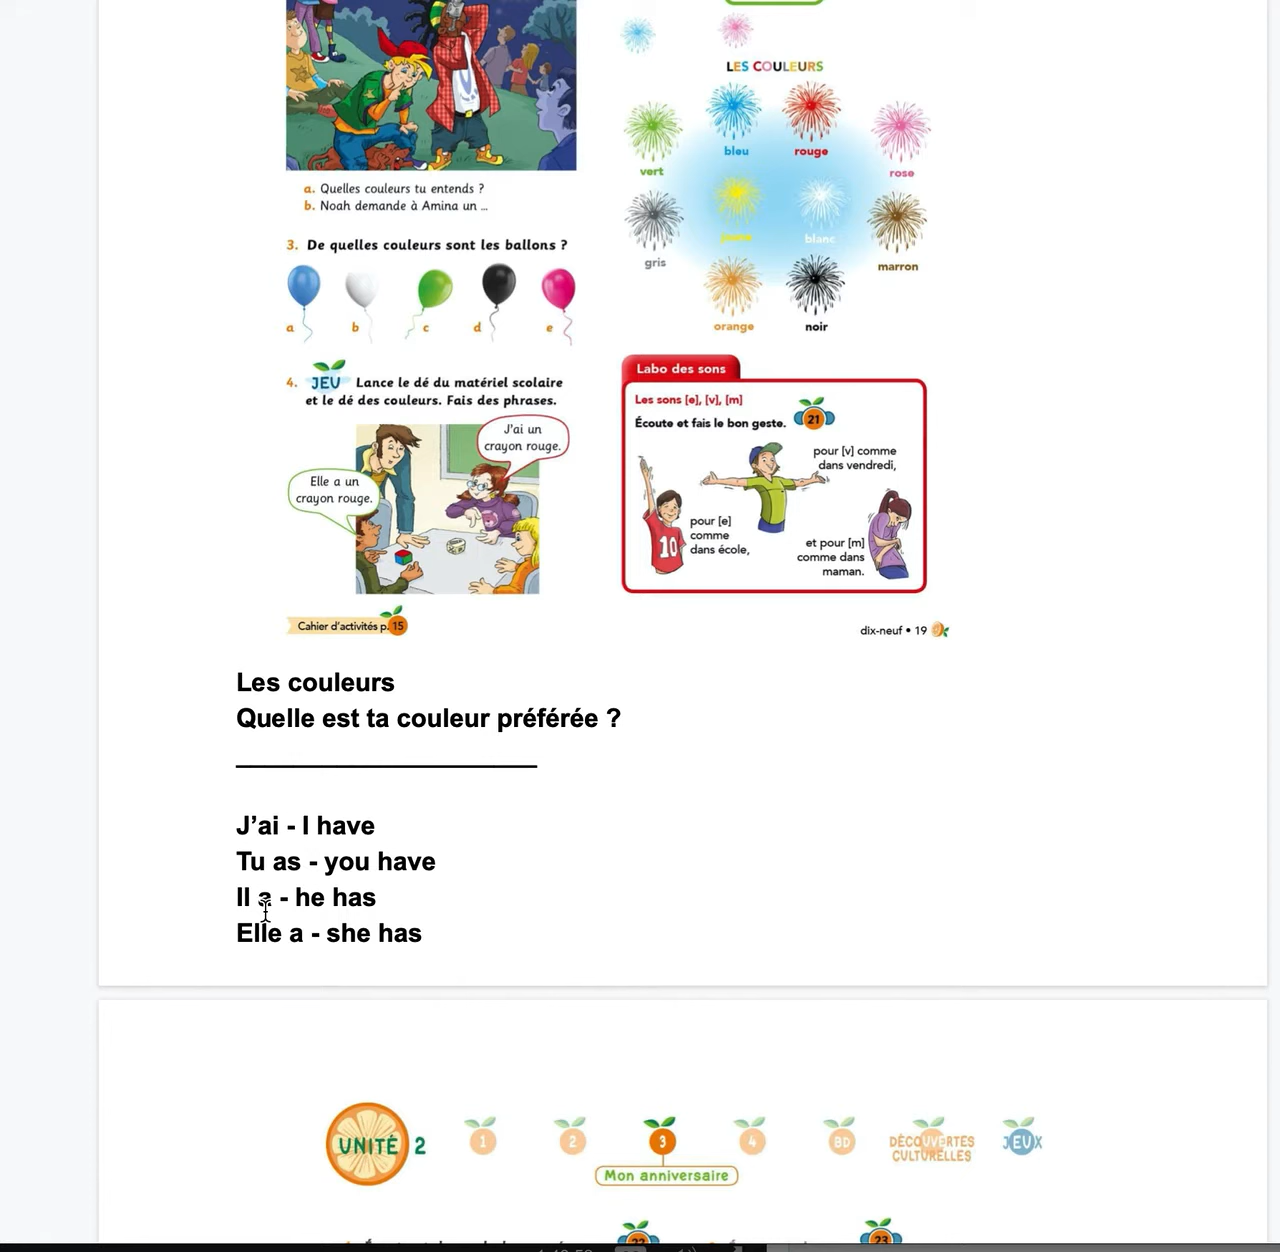 a. Quelles couleurs tu entends ?
b. Noah demande à Amina un ...
3. De quelles couleurs sont les ballons ?
a b c d e
4. JEU Lance le dé du matériel scolaire
et le dé des couleurs. Fais des phrases.
J'ai un
crayon rouge.
Elle a un
crayon rouge.
Cahier d'activités p. 15
LES COULEURS
bleu rouge
vert rose
jaune blanc
gris marron
orange noir
Labo des sons
Les sons [e], [v], [m]
Écoute et fais le bon geste. 21
pour [v] comme
dans vendredi,
10
pour [e]
comme
dans école,
et pour [m]
comme dans
maman.
dix-neuf • 19
Les couleurs
Quelle est ta couleur préférée ?
J’ai - I have
Tu as - you have
Il a - he has
Elle a - she has
UNITÉ 2
1 2 3 4 BD DÉCOUVERTES
CULTURELLES
JEUX
Mon anniversaire
22 23